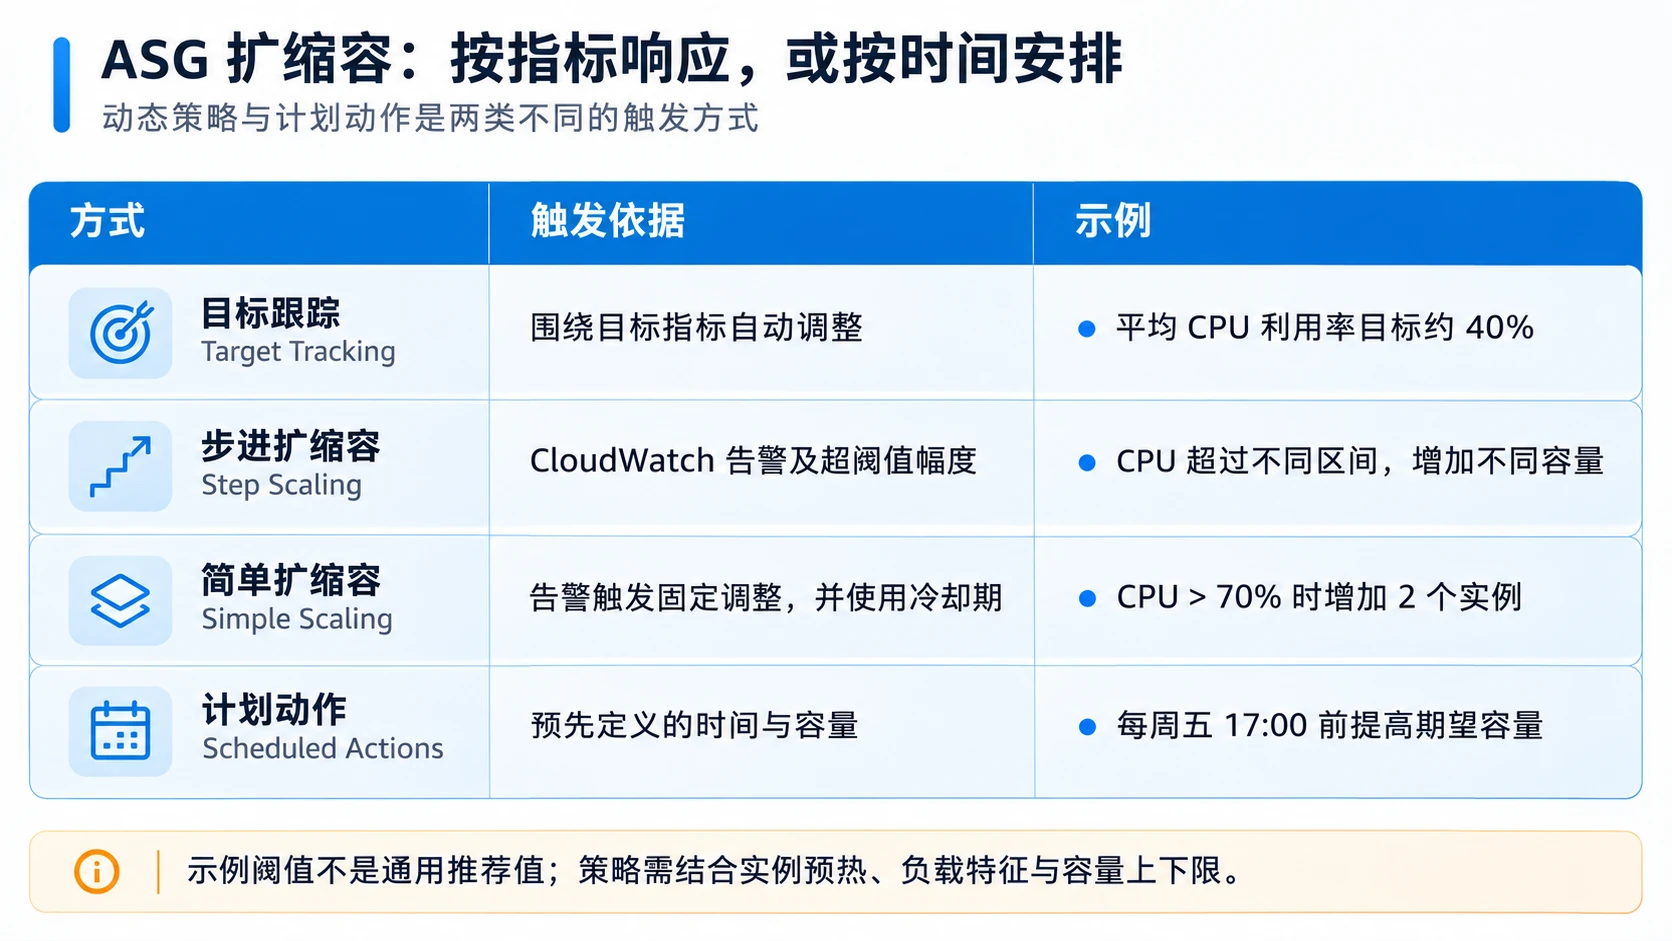 ASG 扩缩容：按指标响应，或按时间安排
动态策略与计划动作是两类不同的触发方式
方式
触发依据
示例
目标跟踪
Target Tracking
围绕目标指标自动调整
平均 CPU 利用率目标约 40%
步进扩缩容
Step Scaling
CloudWatch 告警及超阈值幅度
CPU 超过不同区间，增加不同容量
简单扩缩容
Simple Scaling
告警触发固定调整，并使用冷却期
CPU > 70% 时增加 2 个实例
计划动作
Scheduled Actions
预先定义的时间与容量
每周五 17:00 前提高期望容量
示例阈值不是通用推荐值；策略需结合实例预热、负载特征与容量上下限。